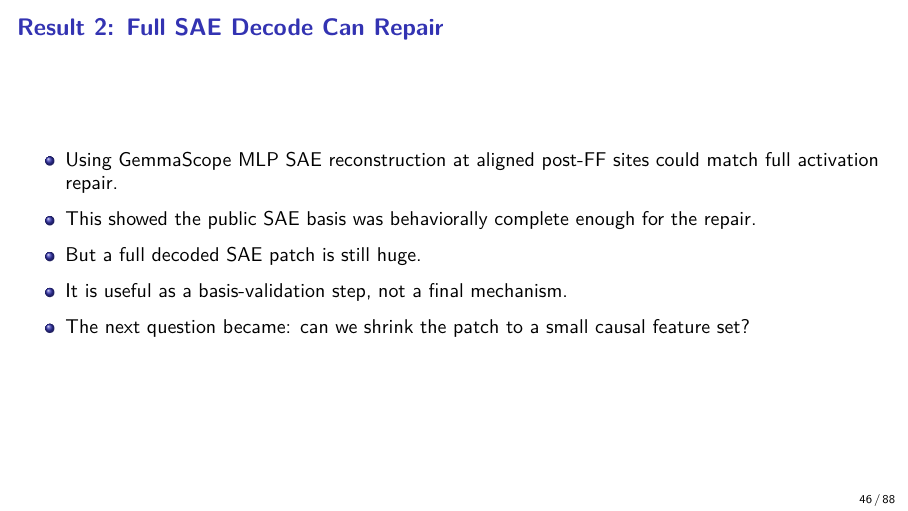 Result 2: Full SAE Decode Can Repair
Using GemmaScope MLP SAE reconstruction at aligned post-FF sites could match full activation
repair.
This showed the public SAE basis was behaviorally complete enough for the repair.
But a full decoded SAE patch is still huge.
It is useful as a basis-validation step, not a final mechanism.
The next question became: can we shrink the patch to a small causal feature set?
46 / 88